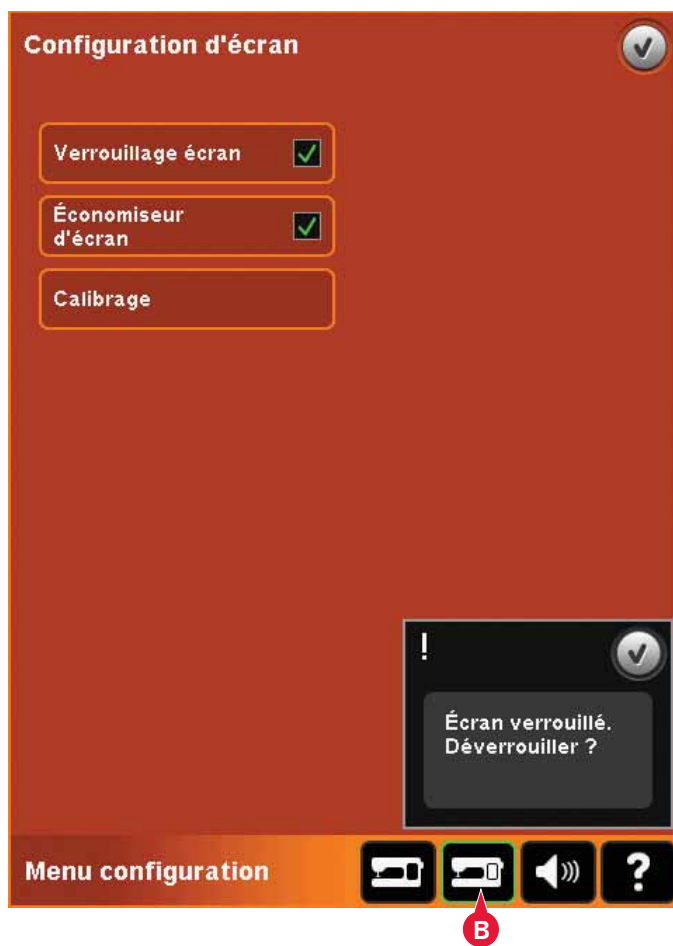 Configuration d'écran
Verrouillage écran
Économiseur
d'écran
Calibrage
!
Écran verrouillé.
Déverrouiller ?
Menu configuration
?
B